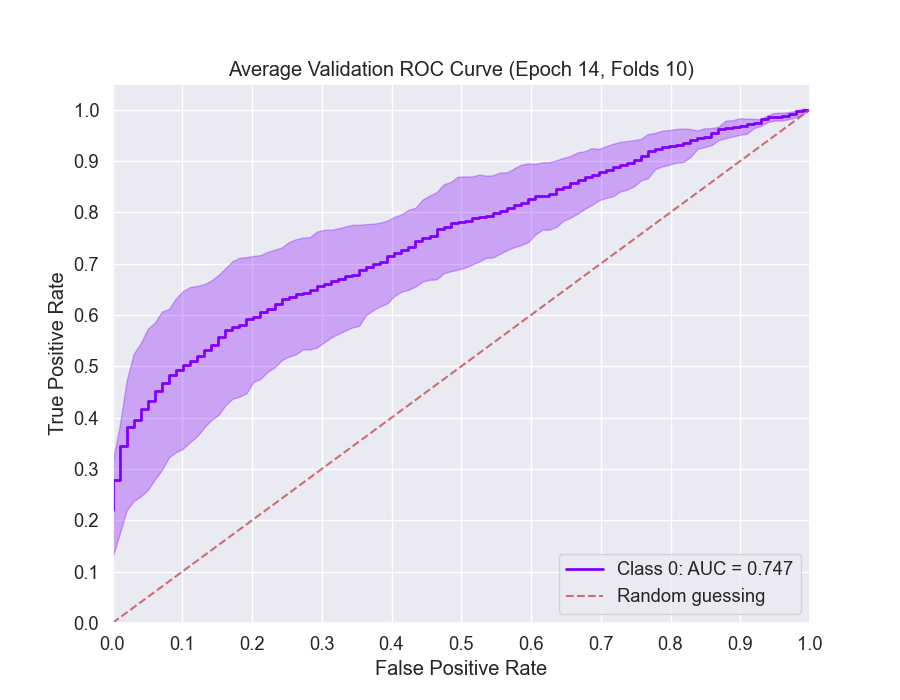 Average Validation ROC Curve (Epoch 14, Folds 10)
True Positive Rate
1.0
0.9
0.8
0.7
0.6
0.5
0.4
0.3
0.2
0.1
0.0
Class 0: AUC = 0.747
Random guessing
0.0 0.1 0.2 0.3 0.4 0.5 0.6 0.7 0.8 0.9 1.0
False Positive Rate